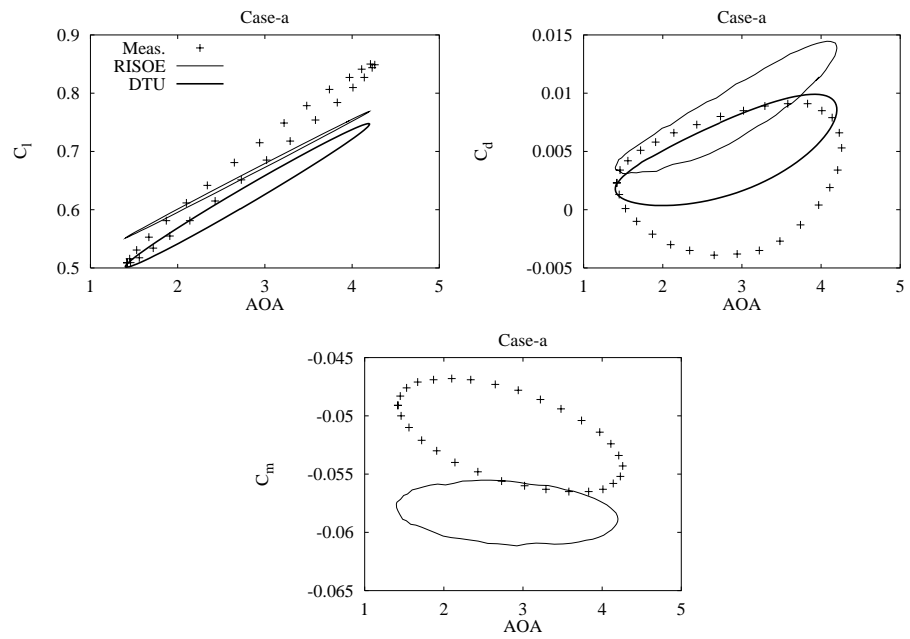 Case-a
0.9
0.8
0.7
0.6
0.5
C_l
Meas.
RISOE
DTU
1 2 3 4 5
AOA
Case-a
0.015
0.01
0.005
0
-0.005
C_d
1 2 3 4 5
AOA
Case-a
-0.045
-0.05
-0.055
-0.06
-0.065
C_m
1 2 3 4 5
AOA